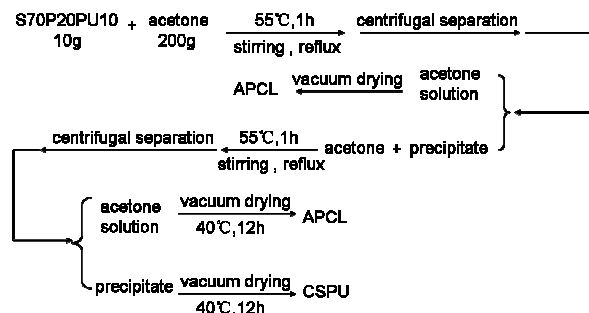 S70P20PU10 + acetone 55℃,1h centrifugal separation
10g 200g stirring , reflux
APCL vacuum drying acetone
solution
centrifugal separation 55℃,1h acetone + precipitate
stirring , reflux
acetone vacuum drying APCL
solution 40℃,12h
precipitate vacuum drying CSPU
40℃,12h